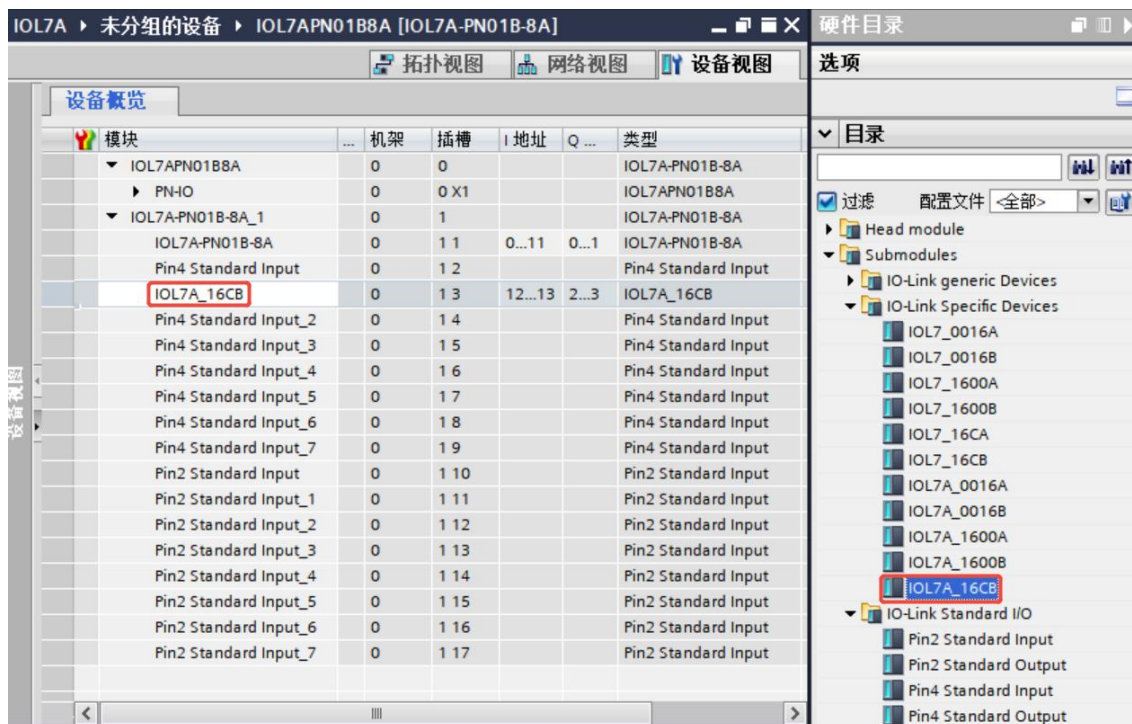 IOL7A ▸ 未分组的设备 ▸ IOL7APN01B8A [IOL7A-PN01B-8A]
拓扑视图 网络视图 设备视图
设备概览
模块 ... 机架 插槽 I 地址 Q ... 类型
IOL7APN01B8A 0 0 IOL7A-PN01B-8A
PN-IO 0 0 X1 IOL7APN01B8A
IOL7A-PN01B-8A_1 0 1 IOL7A-PN01B-8A
IOL7A-PN01B-8A 0 1 1 0...11 0...1 IOL7A-PN01B-8A
Pin4 Standard Input 0 1 2 Pin4 Standard Input
IOL7A_16CB 0 1 3 12...13 2...3 IOL7A_16CB
Pin4 Standard Input_2 0 1 4 Pin4 Standard Input
Pin4 Standard Input_3 0 1 5 Pin4 Standard Input
Pin4 Standard Input_4 0 1 6 Pin4 Standard Input
Pin4 Standard Input_5 0 1 7 Pin4 Standard Input
Pin4 Standard Input_6 0 1 8 Pin4 Standard Input
Pin4 Standard Input_7 0 1 9 Pin4 Standard Input
Pin2 Standard Input 0 1 10 Pin2 Standard Input
Pin2 Standard Input_1 0 1 11 Pin2 Standard Input
Pin2 Standard Input_2 0 1 12 Pin2 Standard Input
Pin2 Standard Input_3 0 1 13 Pin2 Standard Input
Pin2 Standard Input_4 0 1 14 Pin2 Standard Input
Pin2 Standard Input_5 0 1 15 Pin2 Standard Input
Pin2 Standard Input_6 0 1 16 Pin2 Standard Input
Pin2 Standard Input_7 0 1 17 Pin2 Standard Input
设备视图
硬件目录
选项
目录
过滤 配置文件 <全部>
Head module
Submodules
IO-Link generic Devices
IO-Link Specific Devices
IOL7_0016A
IOL7_0016B
IOL7_1600A
IOL7_1600B
IOL7_16CA
IOL7_16CB
IOL7A_0016A
IOL7A_0016B
IOL7A_1600A
IOL7A_1600B
IOL7A_16CB
IO-Link Standard I/O
Pin2 Standard Input
Pin2 Standard Output
Pin4 Standard Input
Pin4 Standard Output